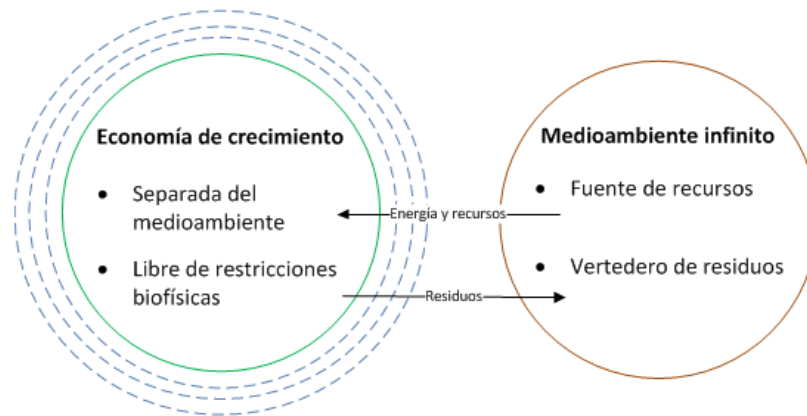 Economía de crecimiento
• Separada del
medioambiente
• Libre de restricciones
biofísicas
Energía y recursos
Residuos
Medioambiente infinito
• Fuente de recursos
• Vertedero de residuos